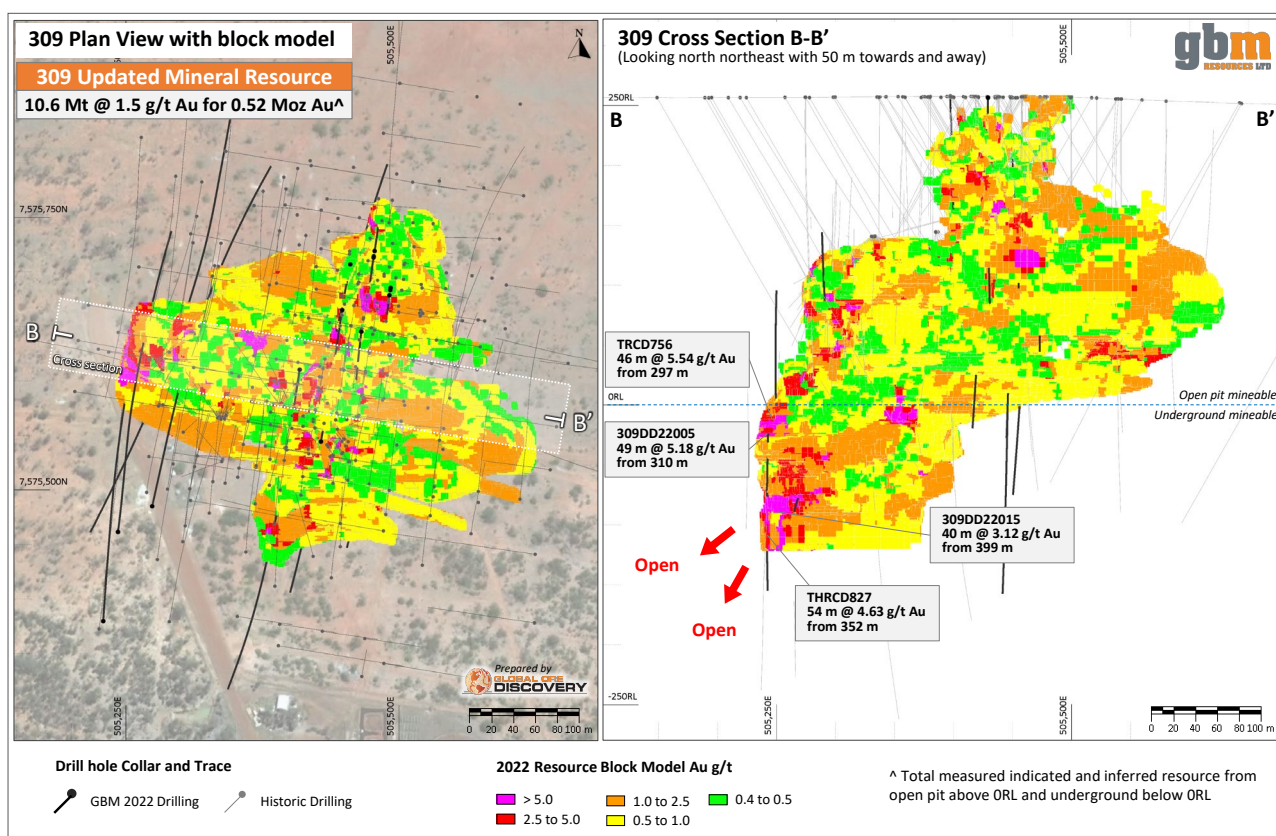 309 Plan View with block model
309 Updated Mineral Resource
10.6 Mt @ 1.5 g/t Au for 0.52 Moz Au^
N
505,500E
7,575,750N
B
Cross section
B'
7,575,500N
505,250E
505,500E
Prepared by
GLOBAL ORE
DISCOVERY
0 20 40 60 80 100 m
309 Cross Section B-B’
(Looking north northeast with 50 m towards and away)
gbm
RESOURCES LTD
505,500E
250RL
B
B’
TRCD756
46 m @ 5.54 g/t Au
from 297 m
0RL
Open pit mineable
Underground mineable
309DD22005
49 m @ 5.18 g/t Au
from 310 m
309DD22015
40 m @ 3.12 g/t Au
from 399 m
Open
Open
THRCD827
54 m @ 4.63 g/t Au
from 352 m
-250RL
505,250E
505,500E
0 20 40 60 80 100 m
Drill hole Collar and Trace
GBM 2022 Drilling
Historic Drilling
2022 Resource Block Model Au g/t
> 5.0
1.0 to 2.5
0.4 to 0.5
2.5 to 5.0
0.5 to 1.0
^ Total measured indicated and inferred resource from
open pit above 0RL and underground below 0RL